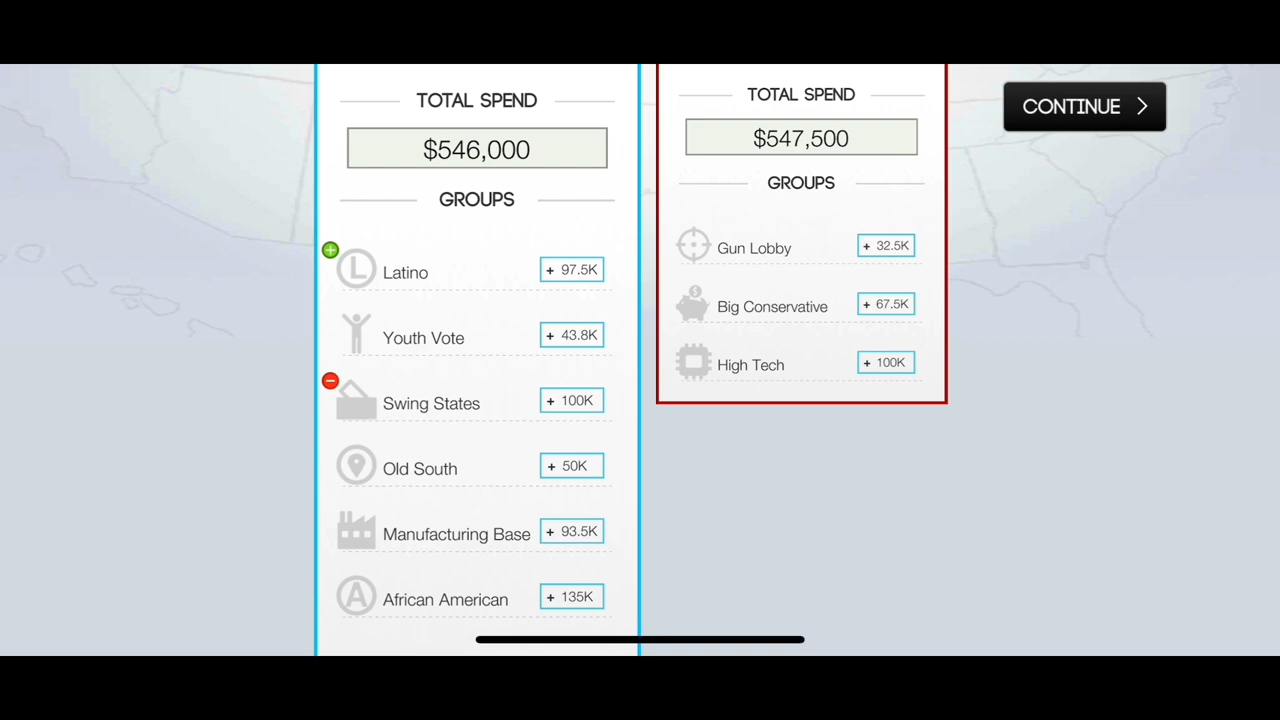 TOTAL SPEND
$546,000
GROUPS
L Latino + 97.5K
Youth Vote + 43.8K
Swing States + 100K
Old South + 50K
Manufacturing Base + 93.5K
A African American + 135K
TOTAL SPEND
$547,500
GROUPS
Gun Lobby + 32.5K
$ Big Conservative + 67.5K
High Tech + 100K
CONTINUE >